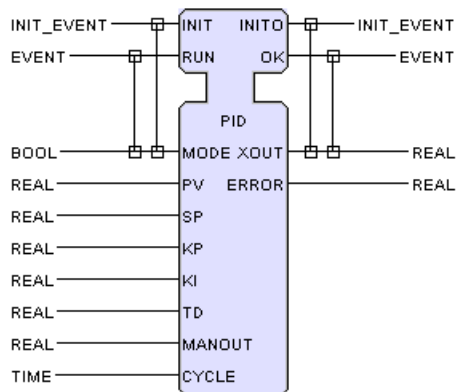 INIT_EVENT INIT INITO INIT_EVENT
EVENT RUN OK EVENT
PID
BOOL MODE XOUT REAL
REAL PV ERROR REAL
REAL SP
REAL KP
REAL KI
REAL TD
REAL MANOUT
TIME CYCLE